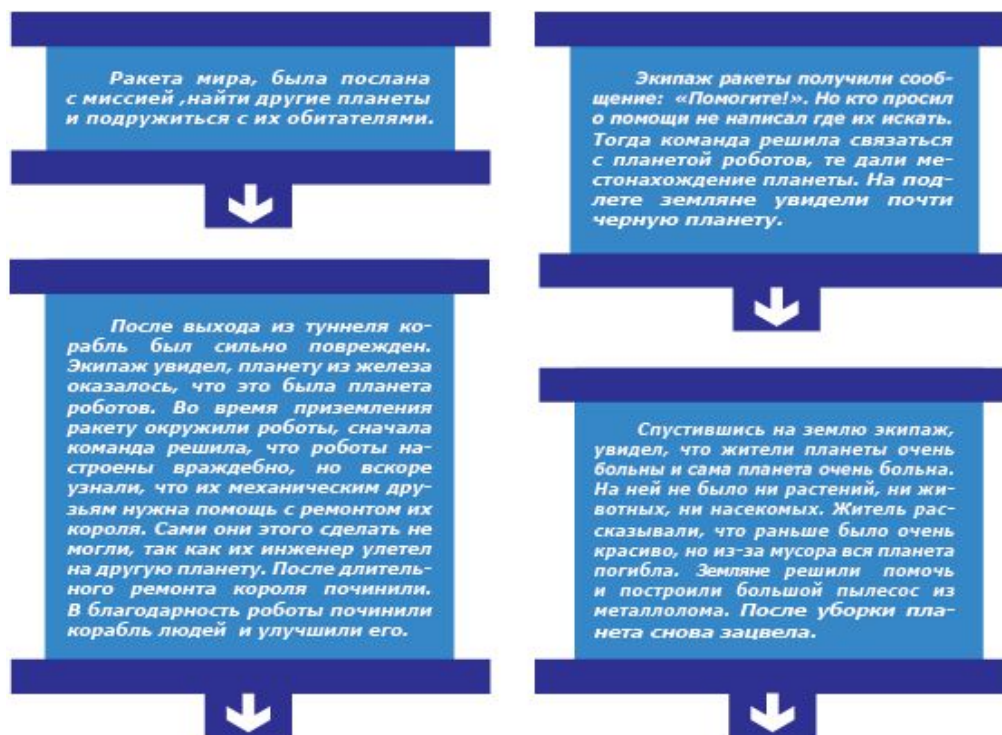 Ракета мира, была послана
с миссией ,найти другие планеты
и подружиться с их обитателями.
После выхода из туннеля ко-
рабль был сильно поврежден.
Экипаж увидел, планету из железа
оказалось, что это была планета
роботов. Во время приземления
ракету окружили роботы, сначала
команда решила, что роботы на-
строены враждебно, но вскоре
узнали, что их механическим дру-
зьям нужна помощь с ремонтом их
короля. Сами они этого сделать не
могли, так как их инженер улетел
на другую планету. После длитель-
ного ремонта короля починили.
В благодарность роботы починили
корабль людей и улучшили его.
Экипаж ракеты получили сооб-
щение: «Помогите!». Но кто просил
о помощи не написал где их искать.
Тогда команда решила связаться
с планетой роботов, те дали ме-
стонахождение планеты. На под-
лете земляне увидели почти
черную планету.
Спустившись на землю экипаж,
увидел, что жители планеты очень
больны и сама планета очень больна.
На ней не было ни растений, ни жи-
вотных, ни насекомых. Житель рас-
сказывали, что раньше было очень
красиво, но из-за мусора вся планета
погибла. Земляне решили помочь
и построили большой пылесос из
металлолома. После уборки пла-
нета снова зацвела.